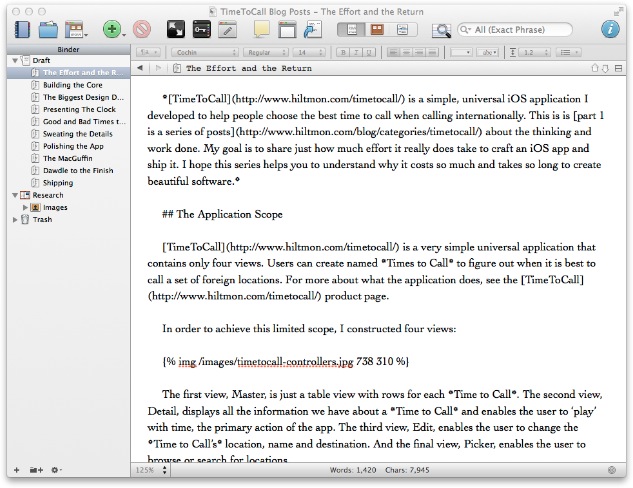 TimeToCall Blog Posts – The Effort and the Return
All (Exact Phrase)
Binder
Cochin Regular 14 B I U 1.2
Draft
The Effort and the R...
Building the Core
The Biggest Design D...
Presenting The Clock
Good and Bad Times t...
Sweating the Details
Polishing the App
The MacGuffin
Dawdle to the Finish
Shipping
Research
Images
Trash
The Effort and the Return
*[TimeToCall](http://www.hiltmon.com/timetocall/) is a simple, universal iOS application I
developed to help people choose the best time to call when calling internationally. This is is [part 1
is a series of posts](http://www.hiltmon.com/blog/categories/timetocall/) about the thinking and
work done. My goal is to share just how much effort it really does take to craft an iOS app and
ship it. I hope this series helps you to understand why it costs so much and takes so long to create
beautiful software.*
## The Application Scope
[TimeToCall](http://www.hiltmon.com/timetocall/) is a very simple universal application that
contains only four views. Users can create named *Times to Call* to figure out when it is best to
call a set of foreign locations. For more about what the application does, see the [TimeToCall]
(http://www.hiltmon.com/timetocall/) product page.
In order to achieve this limited scope, I constructed four views:
{% img /images/timetocall-controllers.jpg 738 310 %}
The first view, Master, is just a table view with rows for each *Time to Call*. The second view,
Detail, displays all the information we have about a *Time to Call* and enables the user to ‘play’
with time, the primary action of the app. The third view, Edit, enables the user to change the
*Time to Call’s* location, name and destination. And the final view, Picker, enables the user to
browse or search for locations
125% Words: 1,420 Chars: 7,945